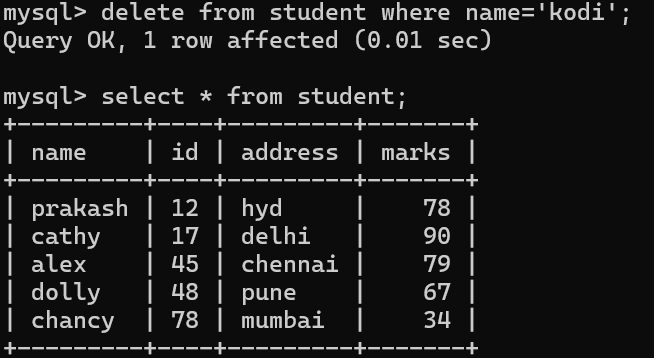 mysql> delete from student where name='kodi';
Query OK, 1 row affected (0.01 sec)

mysql> select * from student;
+---------+----+---------+-------+
| name    | id | address | marks |
+---------+----+---------+-------+
| prakash | 12 | hyd     |    78 |
| cathy   | 17 | delhi   |    90 |
| alex    | 45 | chennai |    79 |
| dolly   | 48 | pune    |    67 |
| chancy  | 78 | mumbai  |    34 |
+---------+----+---------+-------+